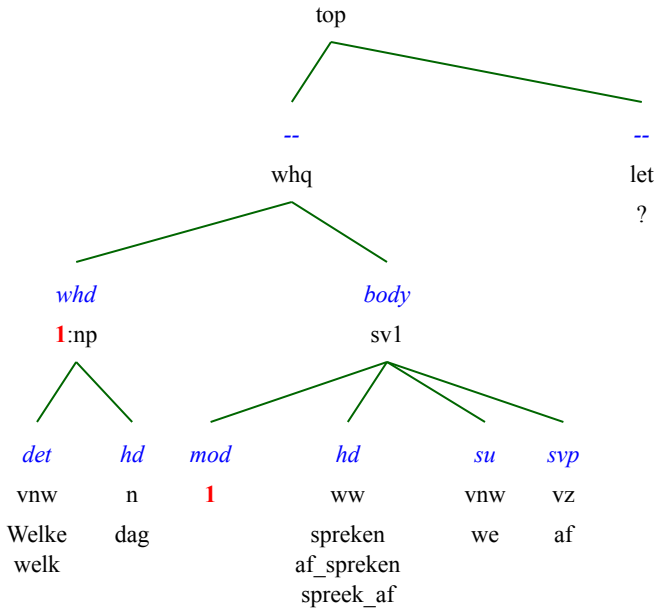 top
-- --
whq let
?
whd body
1:np sv1
det hd mod hd su svp
vnw n 1 ww vnw vz
Welke dag spreken we af
welk af_spreken
spreek_af